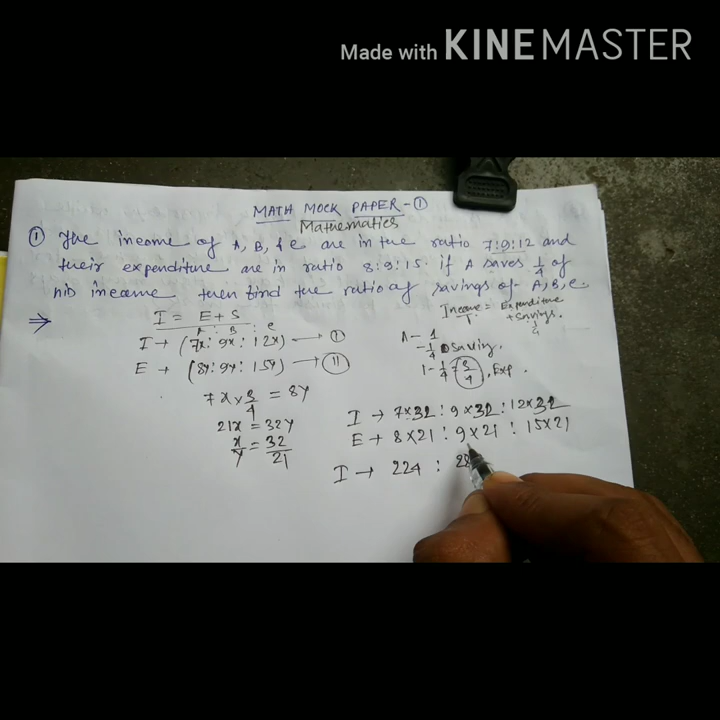 Made with KINEMASTER
MATH MOCK PAPER - ①
Mathematics
① The income of A, B, & C are in the ratio 7:9:12 and
their expenditure are in ratio 8:9:15. if A saves 1/4 of
his income then find the ratio of savings of A, B, C.
⇒ I = E + S
Income = Expenditure
+ Savings.
A : B : C
I → (7x : 9x : 12x) → ①
E → (8y : 9y : 15y) → ⑪
A - 1
- 1/4 saving.
1 - 1/4 = 3/4, Exp.
7x × 3/4 = 8y
21x = 32y
x/y = 32/21
I → 7×32 : 9×32 : 12×32
E → 8×21 : 9×21 : 15×21
I → 224 : 28